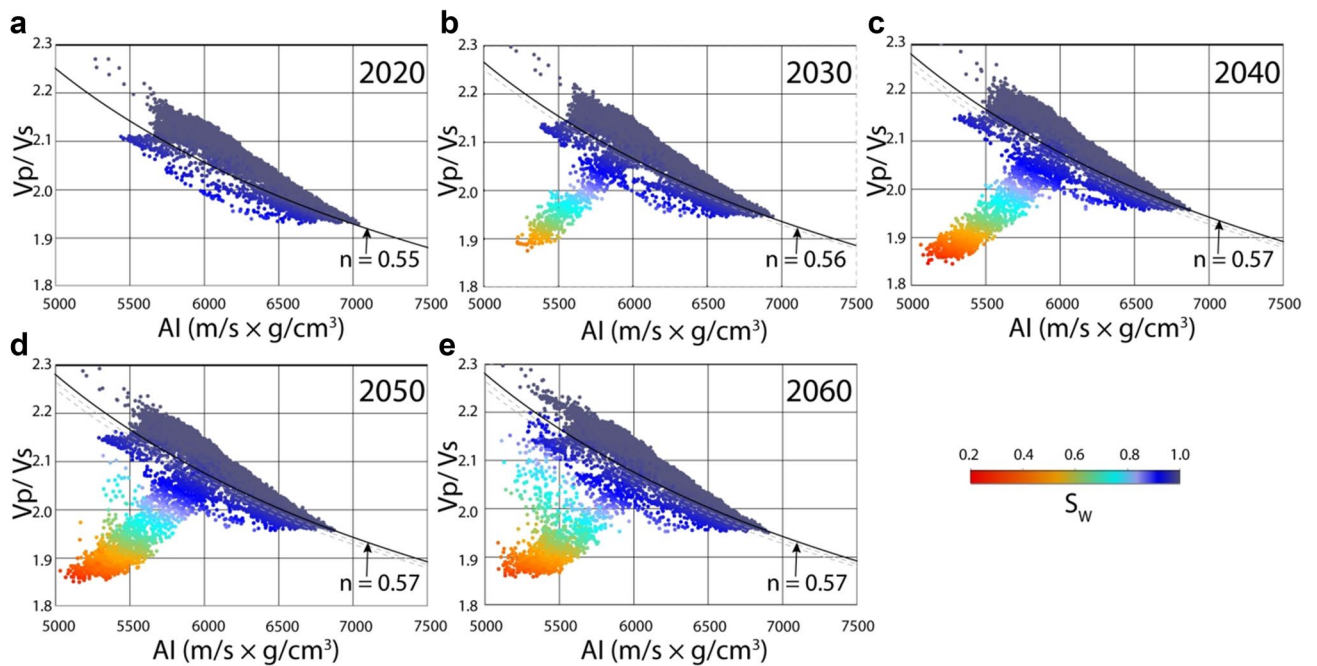 a
2020
Vp/ Vs
2.3
2.2
2.1
2.0
1.9
1.8
n = 0.55
5000 5500 6000 6500 7000 7500
AI (m/s × g/cm³)
b
2030
Vp/ Vs
2.3
2.2
2.1
2.0
1.9
1.8
n = 0.56
5000 5500 6000 6500 7000 7500
AI (m/s × g/cm³)
c
2040
Vp/ Vs
2.3
2.2
2.1
2.0
1.9
1.8
n = 0.57
5000 5500 6000 6500 7000 7500
AI (m/s × g/cm³)
d
2050
Vp/ Vs
2.3
2.2
2.1
2.0
1.9
1.8
n = 0.57
5000 5500 6000 6500 7000 7500
AI (m/s × g/cm³)
e
2060
Vp/ Vs
2.3
2.2
2.1
2.0
1.9
1.8
n = 0.57
5000 5500 6000 6500 7000 7500
AI (m/s × g/cm³)
0.2 0.4 0.6 0.8 1.0
S_W